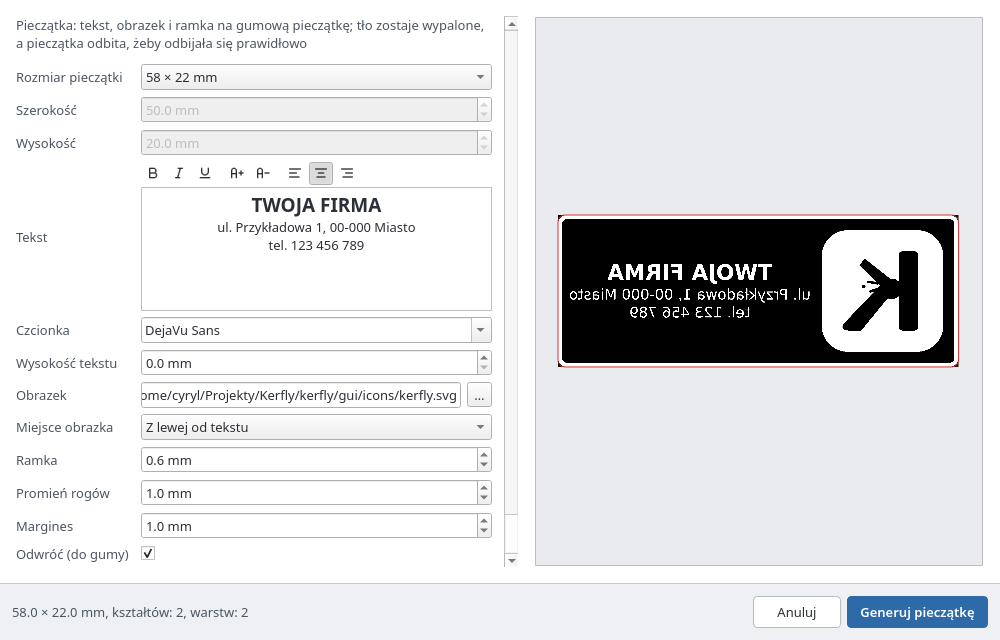 Pieczątka: tekst, obrazek i ramka na gumową pieczątkę; tło zostaje wypalone,
a pieczątka odbita, żeby odbijała się prawidłowo
Rozmiar pieczątki
58 × 22 mm
Szerokość
50.0 mm
Wysokość
20.0 mm
B I U A+ A−
Tekst
TWOJA FIRMA
ul. Przykładowa 1, 00-000 Miasto
tel. 123 456 789
Czcionka
DejaVu Sans
Wysokość tekstu
0.0 mm
Obrazek
ome/cyryl/Projekty/Kerfly/kerfly/gui/icons/kerfly.svg
...
Miejsce obrazka
Z lewej od tekstu
Ramka
0.6 mm
Promień rogów
1.0 mm
Margines
1.0 mm
Odwróć (do gumy)
TWOJA FIRMA
ul. Przykładowa 1, 00-000 Miasto
tel. 123 456 789
K
58.0 × 22.0 mm, kształtów: 2, warstw: 2
Anuluj
Generuj pieczątkę